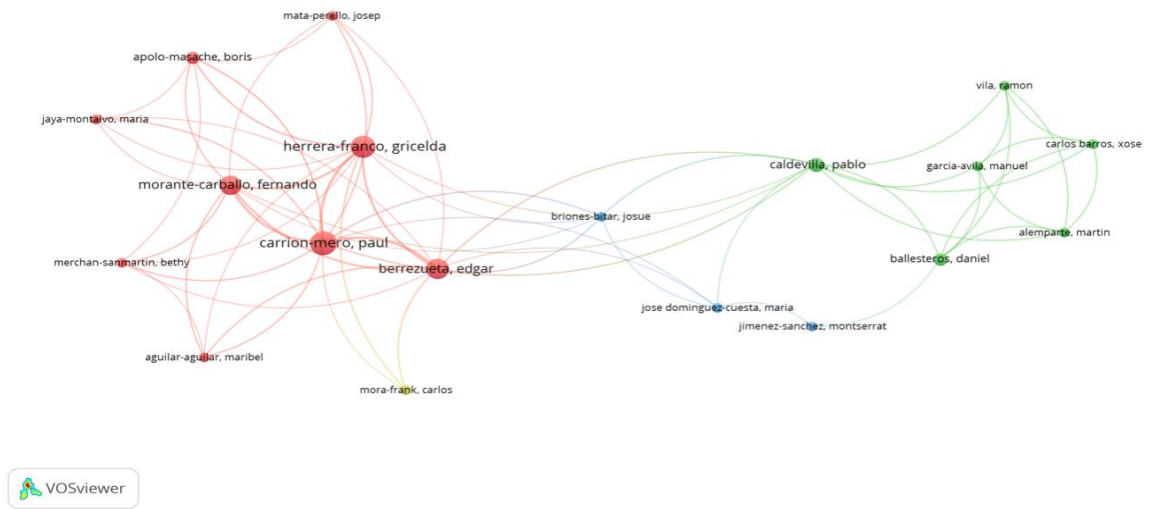 mata-perello, josep
apolo-masache, boris
vila, ramon
jaya-montalvo, maria
herrera-franco, gricelda
carlos barros, xose
caldevilla, pablo
garcia-avila, manuel
morante-carballo, fernando
briones-bitar, josue
alemparte, martin
carrion-mero, paul
merchan-sanmartin, bethy
berrezueta, edgar
ballesteros, daniel
jose dominguez-cuesta, maria
jimenez-sanchez, montserrat
aguilar-aguilar, maribel
mora-frank, carlos
VOSviewer